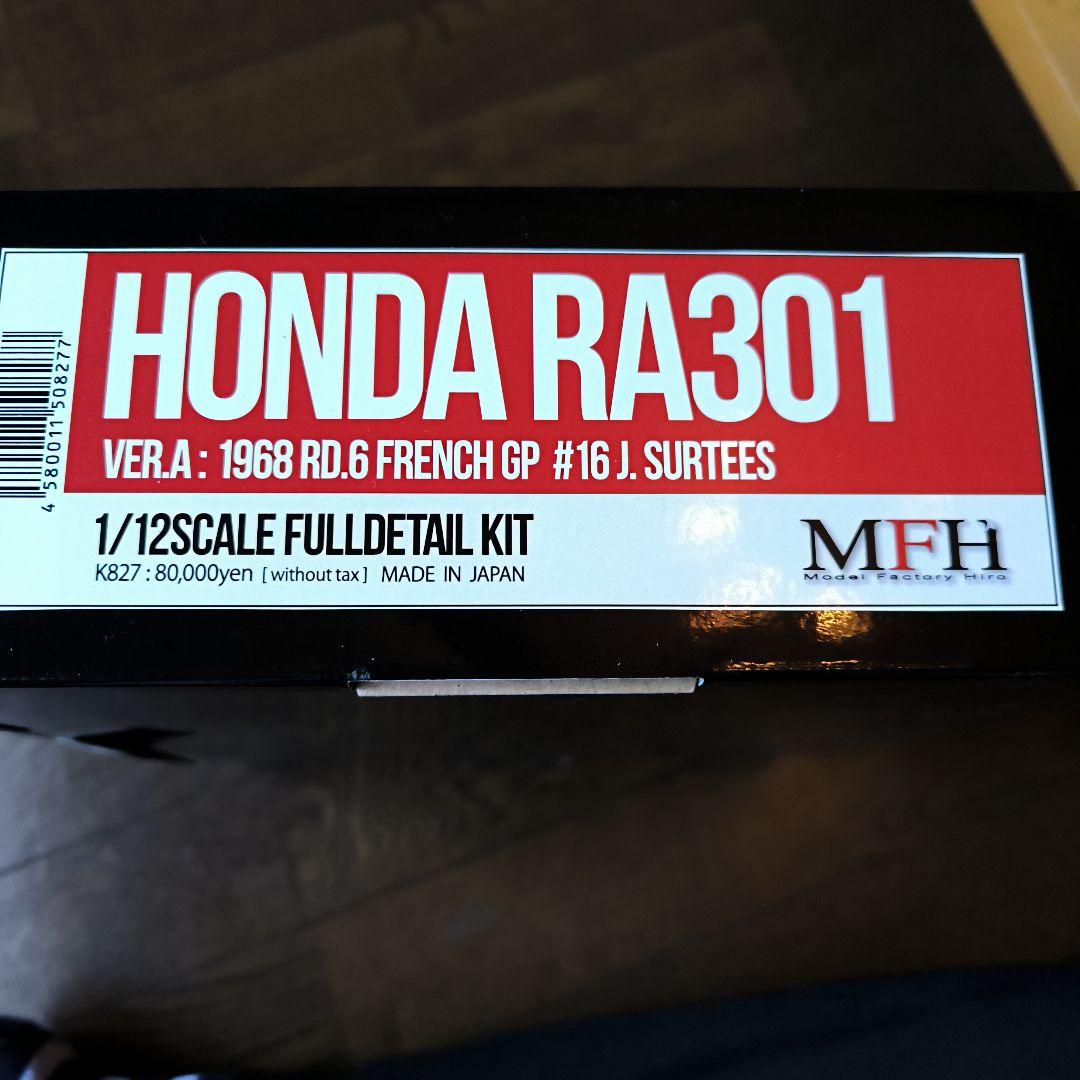 HONDA RA301
VER.A : 1968 RD.6 FRENCH GP #16 J. SURTEES
1/12SCALE FULLDETAIL KIT
K827 : 80,000yen [ without tax ] MADE IN JAPAN
MFH
Model Factory Hiro
4 580011 508277